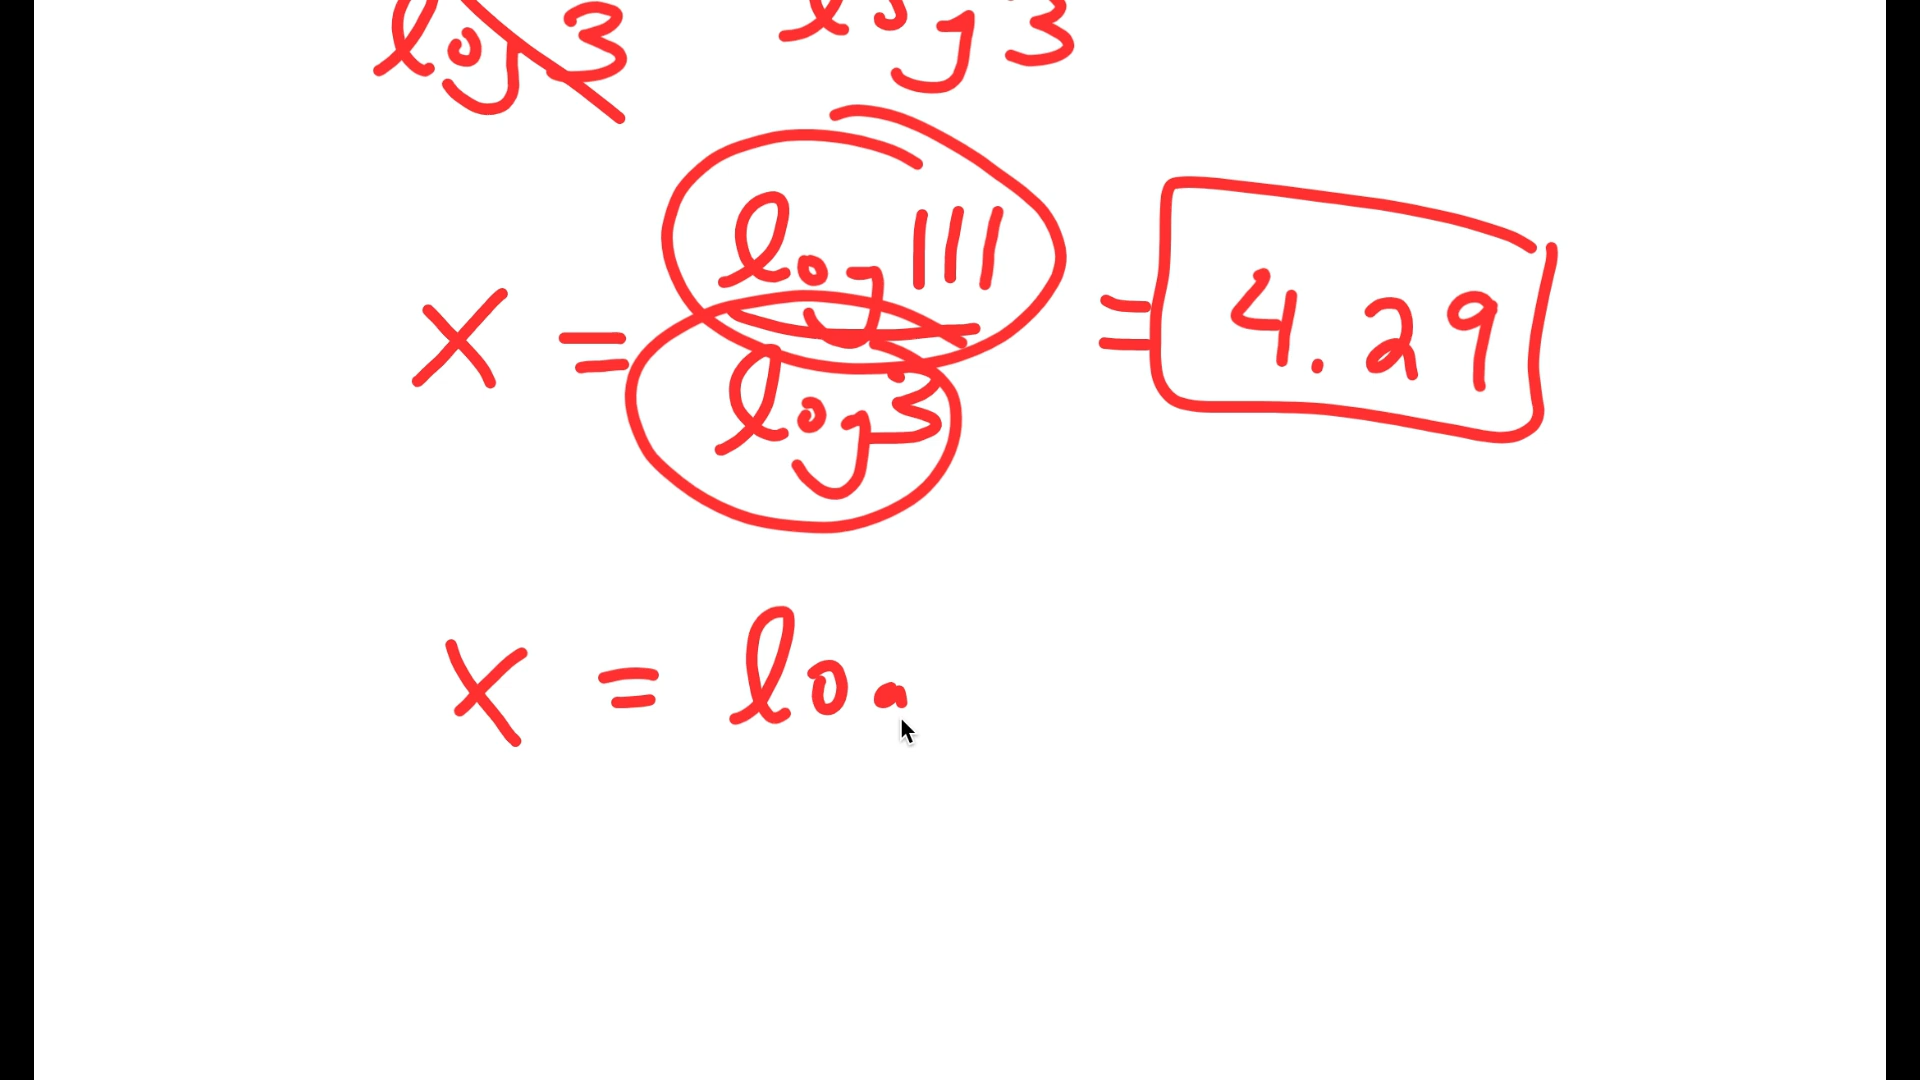 log 3 log 3
x = log 111 / log 3 = 4.29
x = lo